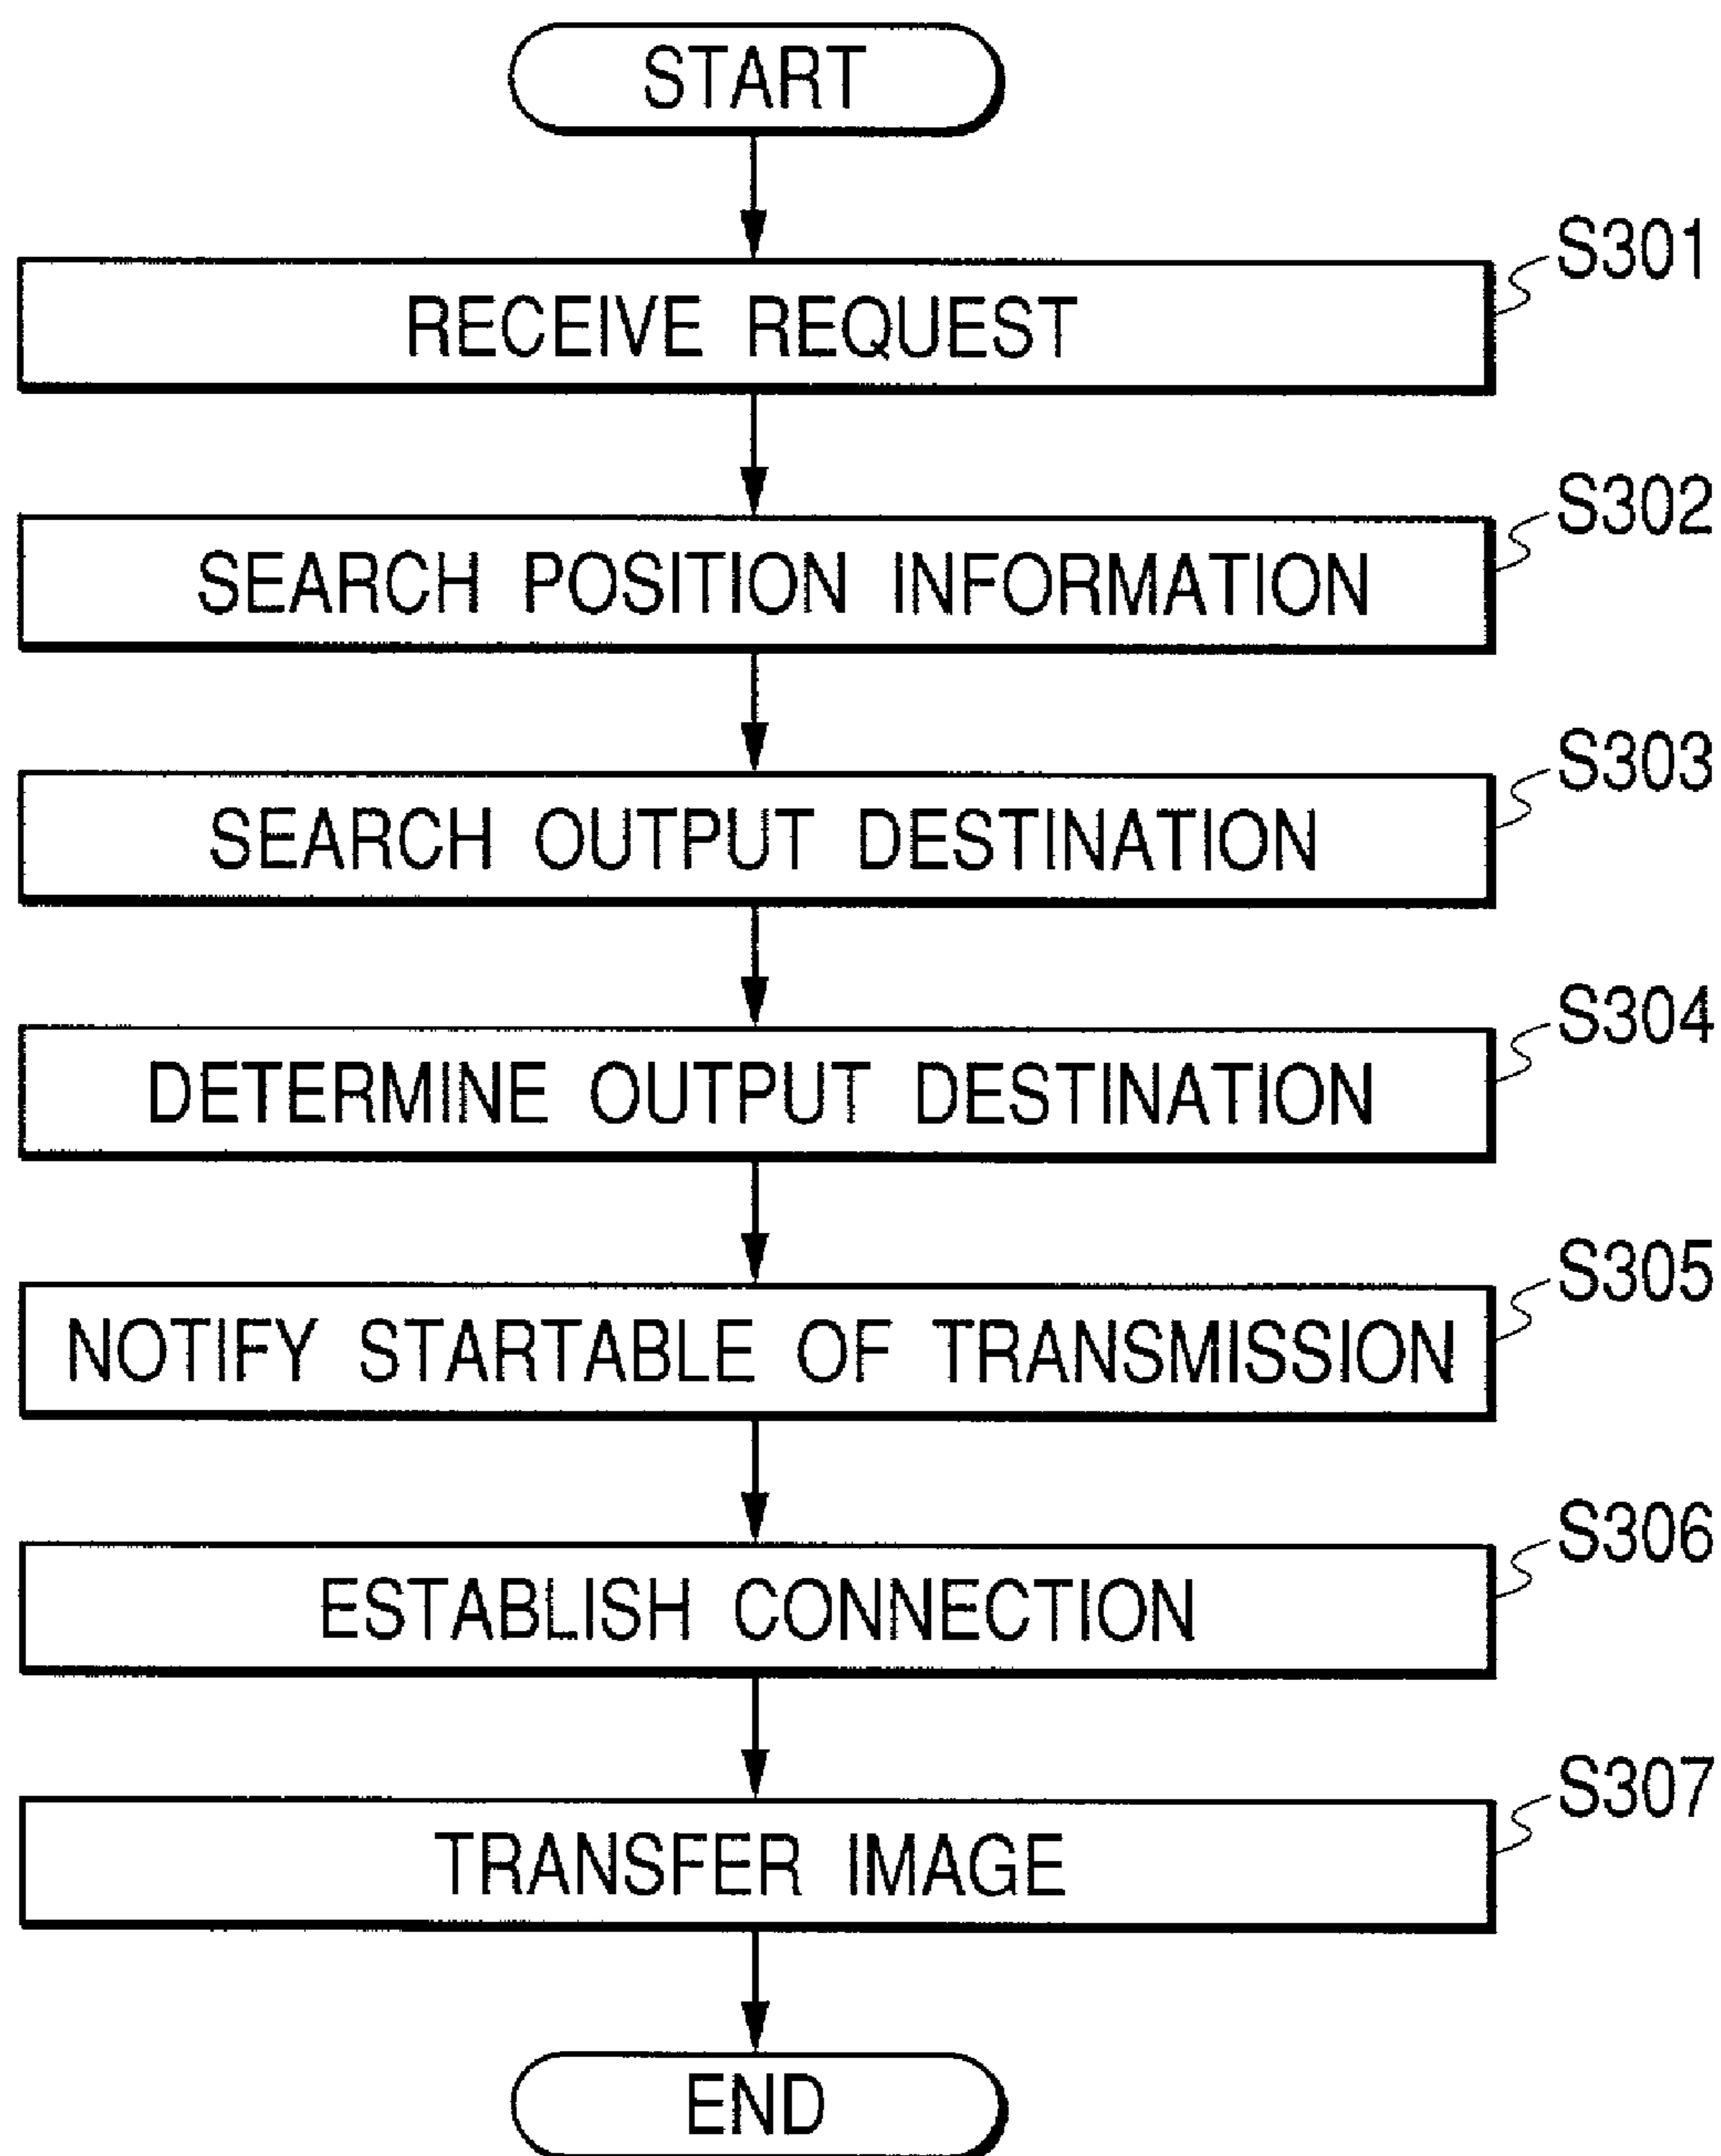 START
S301
RECEIVE REQUEST
S302
SEARCH POSITION INFORMATION
S303
SEARCH OUTPUT DESTINATION
S304
DETERMINE OUTPUT DESTINATION
S305
NOTIFY STARTABLE OF TRANSMISSION
S306
ESTABLISH CONNECTION
S307
TRANSFER IMAGE
END